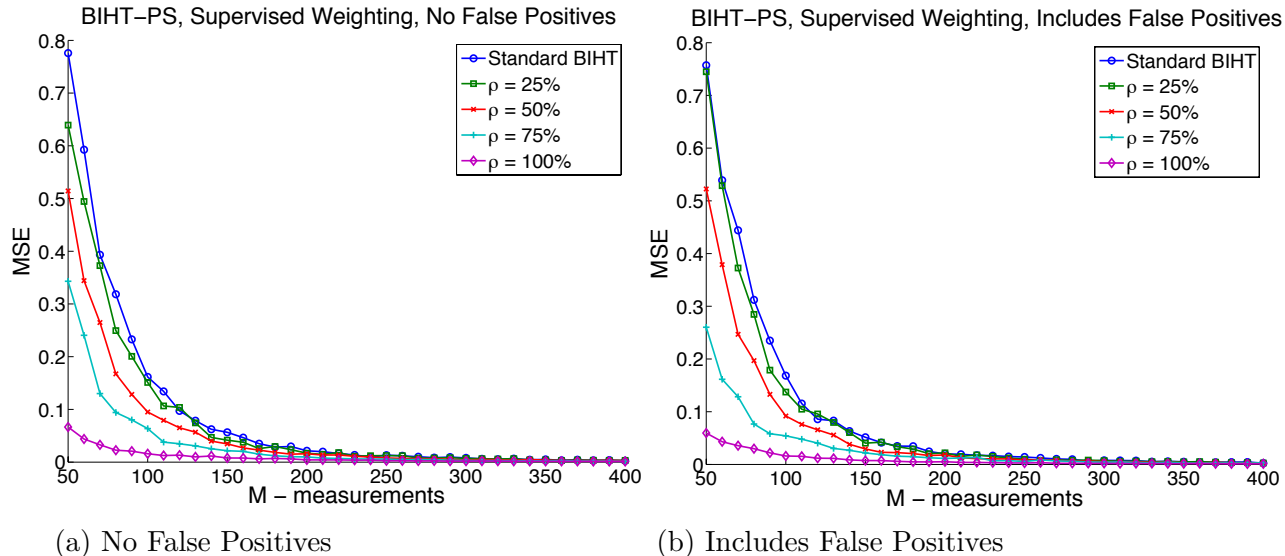 BIHT−PS, Supervised Weighting, No False Positives
0.8
0.7
0.6
0.5
0.4
0.3
0.2
0.1
0
MSE
50
100
150
200
250
300
350
400
M − measurements
Standard BIHT
ρ = 25%
ρ = 50%
ρ = 75%
ρ = 100%
(a) No False Positives
BIHT−PS, Supervised Weighting, Includes False Positives
0.8
0.7
0.6
0.5
0.4
0.3
0.2
0.1
0
MSE
50
100
150
200
250
300
350
400
M − measurements
Standard BIHT
ρ = 25%
ρ = 50%
ρ = 75%
ρ = 100%
(b) Includes False Positives